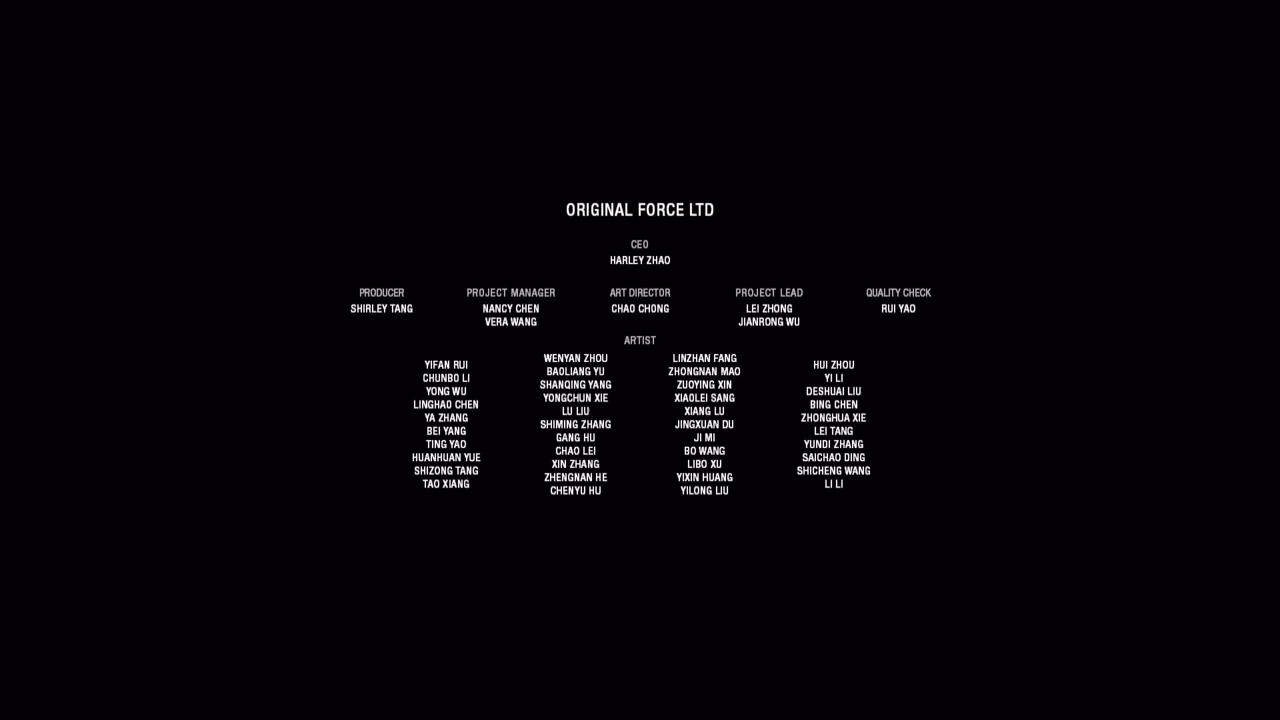 ORIGINAL FORCE LTD
CEO
HARLEY ZHAO
PRODUCER
SHIRLEY TANG
PROJECT MANAGER
NANCY CHEN
VERA WANG
ART DIRECTOR
CHAO CHONG
PROJECT LEAD
LEI ZHONG
JIANRONG WU
QUALITY CHECK
RUI YAO
ARTIST
YIFAN RUI
CHUNBO LI
YONG WU
LINGHAO CHEN
YA ZHANG
BEI YANG
TING YAO
HUANHUAN YUE
SHIZONG TANG
TAO XIANG
WENYAN ZHOU
BAOLIANG YU
SHANQING YANG
YONGCHUN XIE
LU LIU
SHIMING ZHANG
GANG HU
CHAO LEI
XIN ZHANG
ZHENGNAN HE
CHENYU HU
LINZHAN FANG
ZHONGNAN MAO
ZUOYING XIN
XIAOLEI SANG
XIANG LU
JINGXUAN DU
JI MI
BO WANG
LIBO XU
YIXIN HUANG
YILONG LIU
HUI ZHOU
YI LI
DESHUAI LIU
BING CHEN
ZHONGHUA XIE
LEI TANG
YUNDI ZHANG
SAICHAO DING
SHICHENG WANG
LI LI